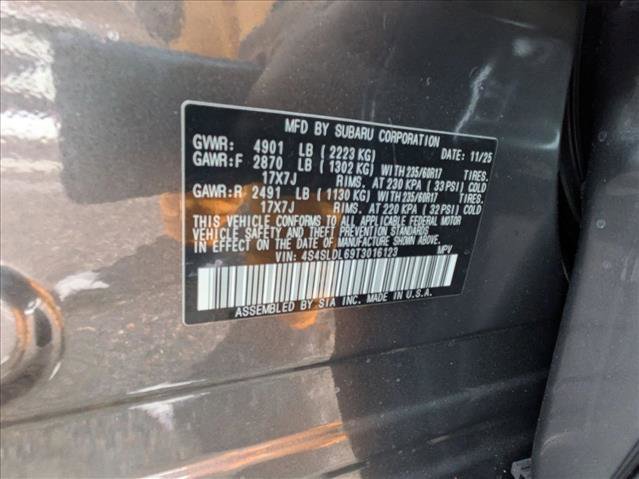 MFD BY SUBARU CORPORATION
GVWR: 4901 LB (2223 KG) DATE: 11/25
GAWR:F 2870 LB (1302 KG) WITH 235/60R17 TIRES.
17X7J RIMS. AT 230 KPA (33 PSI) COLD
GAWR:R 2491 LB (1130 KG) WITH 235/60R17 TIRES.
17X7J RIMS. AT 220 KPA (32 PSI) COLD
THIS VEHICLE CONFORMS TO ALL APPLICABLE FEDERAL MOTOR
VEHICLE SAFETY AND THEFT PREVENTION STANDARDS
IN EFFECT ON THE DATE OF MANUFACTURE SHOWN ABOVE.
VIN: 4S4SLDL69T3016123 MPV
ASSEMBLED BY SIA INC. MADE IN U.S.A.